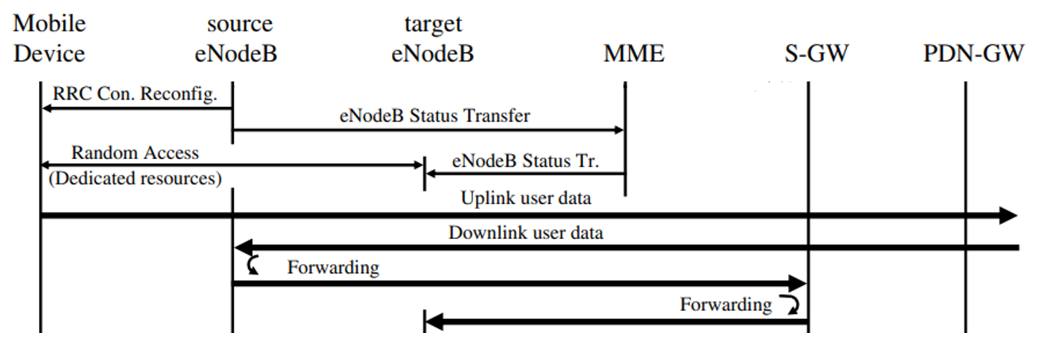 Mobile Device
source eNodeB
target eNodeB
MME
S-GW
PDN-GW
RRC Con. Reconfig.
eNodeB Status Transfer
Random Access
(Dedicated resources)
eNodeB Status Tr.
Uplink user data
Downlink user data
Forwarding
Forwarding